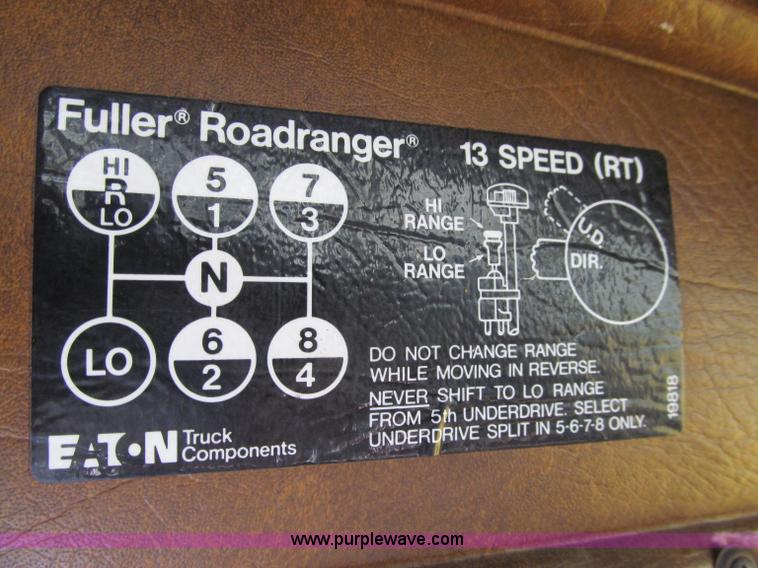 Fuller® Roadranger® 13 SPEED (RT)
HI
R
LO
5
1
7
3
N
LO
6
2
8
4
HI
RANGE
LO
RANGE
U.D.
DIR.
DO NOT CHANGE RANGE
WHILE MOVING IN REVERSE.
NEVER SHIFT TO LO RANGE
FROM 5th UNDERDRIVE. SELECT
UNDERDRIVE SPLIT IN 5-6-7-8 ONLY.
19818
EATON Truck
Components
www.purplewave.com